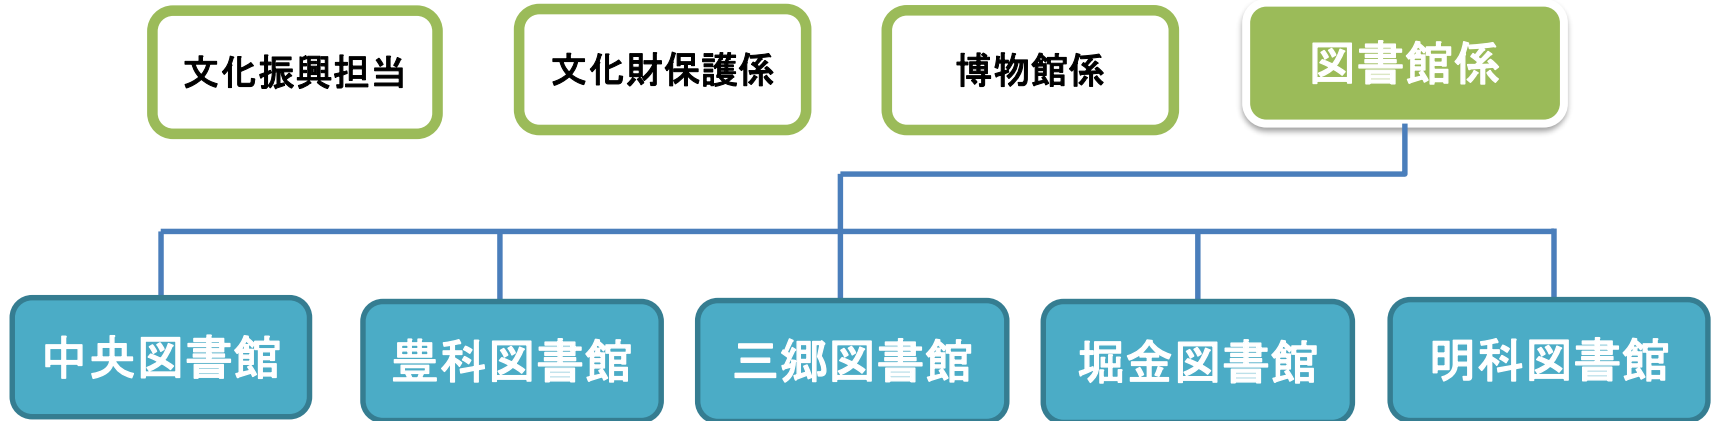 文化振興担当
文化財保護係
博物館係
図書館係
中央図書館
豊科図書館
三郷図書館
堀金図書館
明科図書館